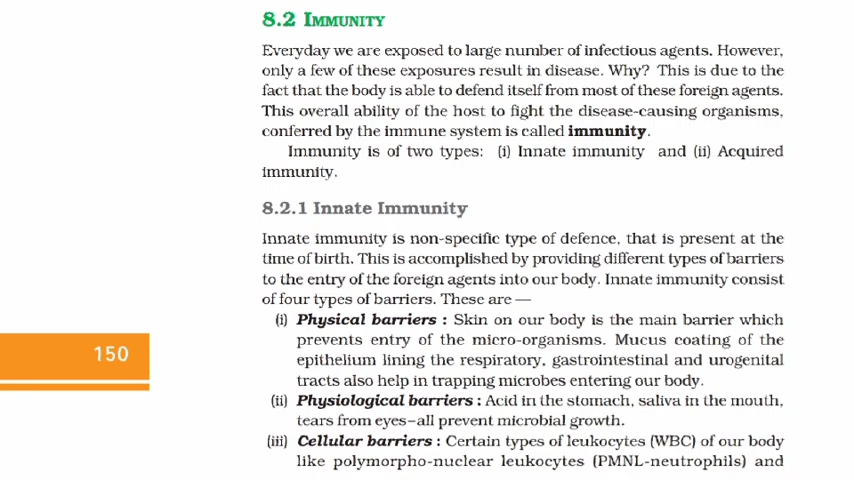 8.2 IMMUNITY
Everyday we are exposed to large number of infectious agents. However,
only a few of these exposures result in disease. Why? This is due to the
fact that the body is able to defend itself from most of these foreign agents.
This overall ability of the host to fight the disease-causing organisms,
conferred by the immune system is called immunity.
Immunity is of two types: (i) Innate immunity and (ii) Acquired
immunity.
8.2.1 Innate Immunity
Innate immunity is non-specific type of defence, that is present at the
time of birth. This is accomplished by providing different types of barriers
to the entry of the foreign agents into our body. Innate immunity consist
of four types of barriers. These are —
(i) Physical barriers : Skin on our body is the main barrier which
prevents entry of the micro-organisms. Mucus coating of the
epithelium lining the respiratory, gastrointestinal and urogenital
tracts also help in trapping microbes entering our body.
(ii) Physiological barriers : Acid in the stomach, saliva in the mouth,
tears from eyes–all prevent microbial growth.
(iii) Cellular barriers : Certain types of leukocytes (WBC) of our body
like polymorpho-nuclear leukocytes (PMNL-neutrophils) and
150